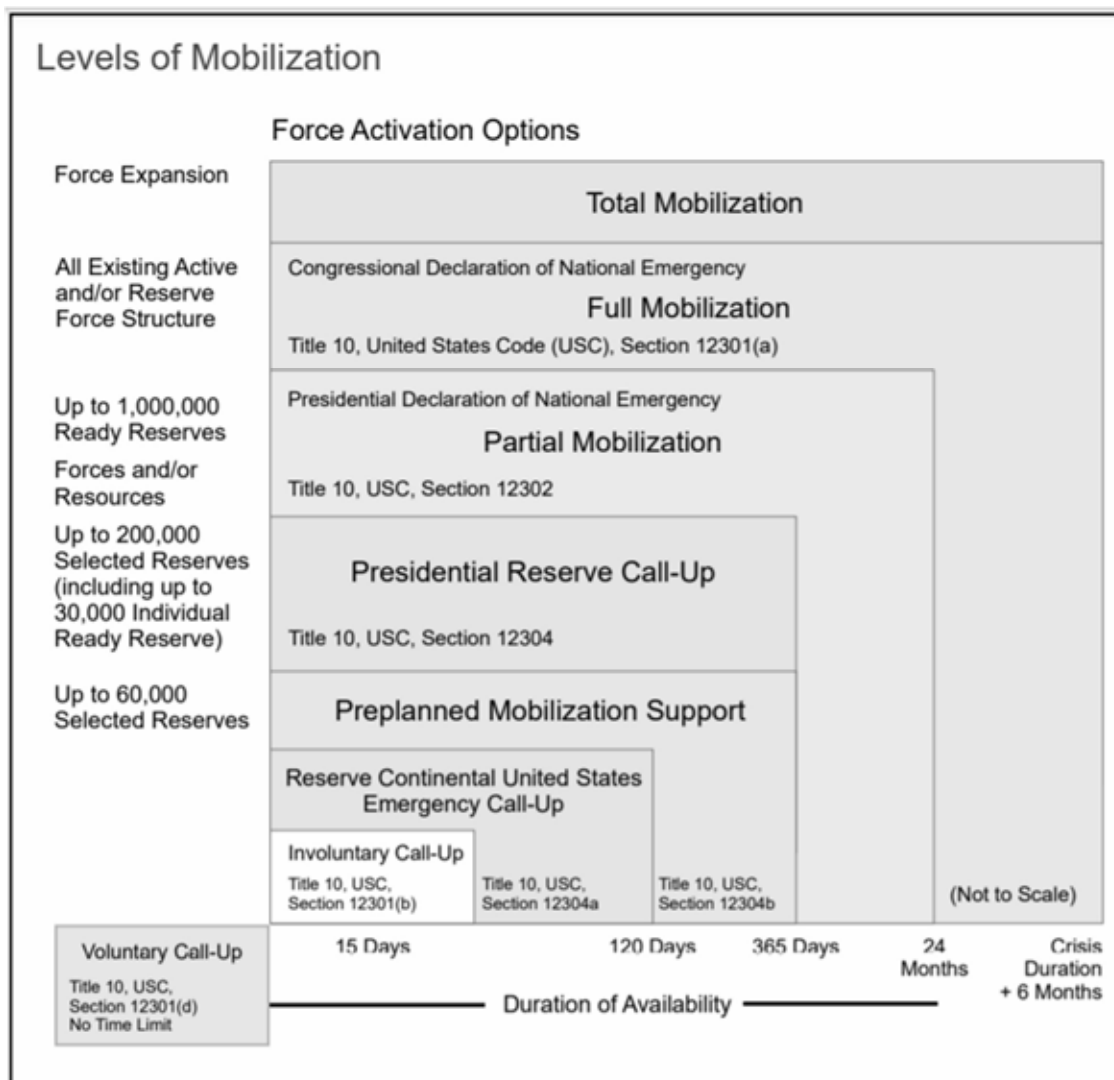 Levels of Mobilization
Force Activation Options
Force Expansion
Total Mobilization
All Existing Active
and/or Reserve
Force Structure
Congressional Declaration of National Emergency
Full Mobilization
Title 10, United States Code (USC), Section 12301(a)
Up to 1,000,000
Ready Reserves
Forces and/or
Resources
Presidential Declaration of National Emergency
Partial Mobilization
Title 10, USC, Section 12302
Up to 200,000
Selected Reserves
(including up to
30,000 Individual
Ready Reserve)
Presidential Reserve Call-Up
Title 10, USC, Section 12304
Up to 60,000
Selected Reserves
Preplanned Mobilization Support
Reserve Continental United States
Emergency Call-Up
Involuntary Call-Up
Title 10, USC,
Section 12301(b)
Title 10, USC,
Section 12304a
Title 10, USC,
Section 12304b
(Not to Scale)
Voluntary Call-Up
Title 10, USC,
Section 12301(d)
No Time Limit
15 Days
120 Days
365 Days
24
Months
Crisis
Duration
+ 6 Months
Duration of Availability